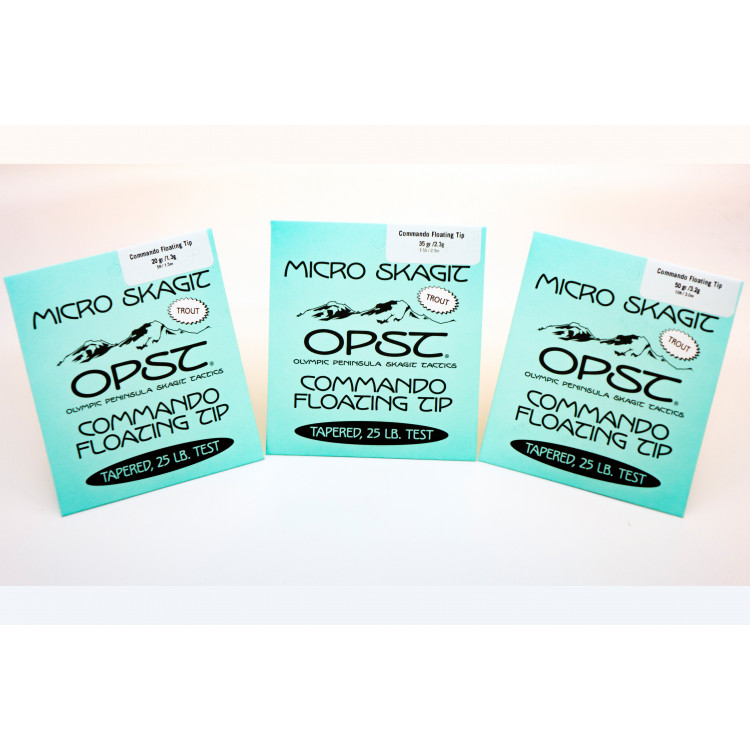 Commando Floating Tip
20 gr /1.3g
MICRO SKAGIT
TROUT
OPST®
OLYMPIC PENINSULA SKAGIT TACTICS
COMMANDO
FLOATING TIP
TAPERED, 25 LB. TEST
Commando Floating Tip
35 gr /2.3g
MICRO SKAGIT
TROUT
OPST®
OLYMPIC PENINSULA SKAGIT TACTICS
COMMANDO
FLOATING TIP
TAPERED, 25 LB. TEST
Commando Floating Tip
50 gr /3.2g
MICRO SKAGIT
TROUT
OPST®
OLYMPIC PENINSULA SKAGIT TACTICS
COMMANDO
FLOATING TIP
TAPERED, 25 LB. TEST